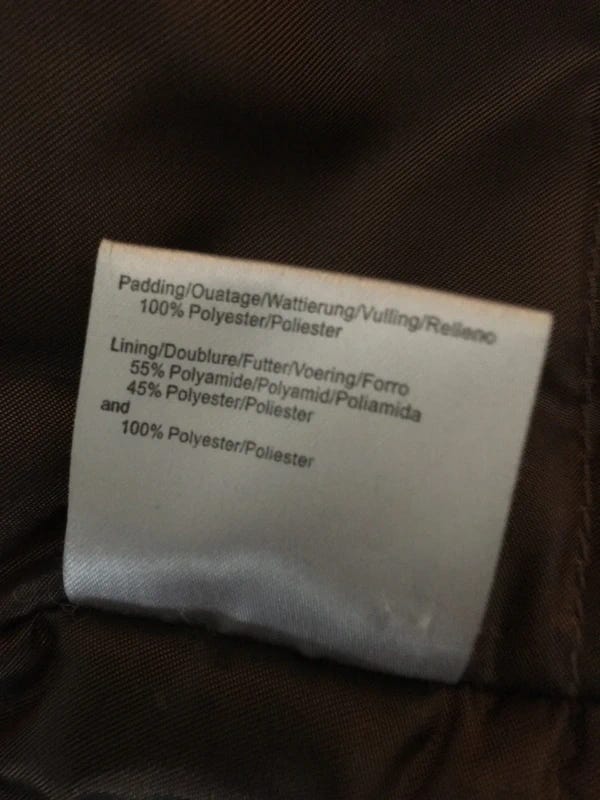 Padding/Ouatage/Wattierung/Vulling/Relleno
100% Polyester/Poliester
Lining/Doublure/Futter/Voering/Forro
55% Polyamide/Polyamid/Poliamida
45% Polyester/Poliester
and
100% Polyester/Poliester